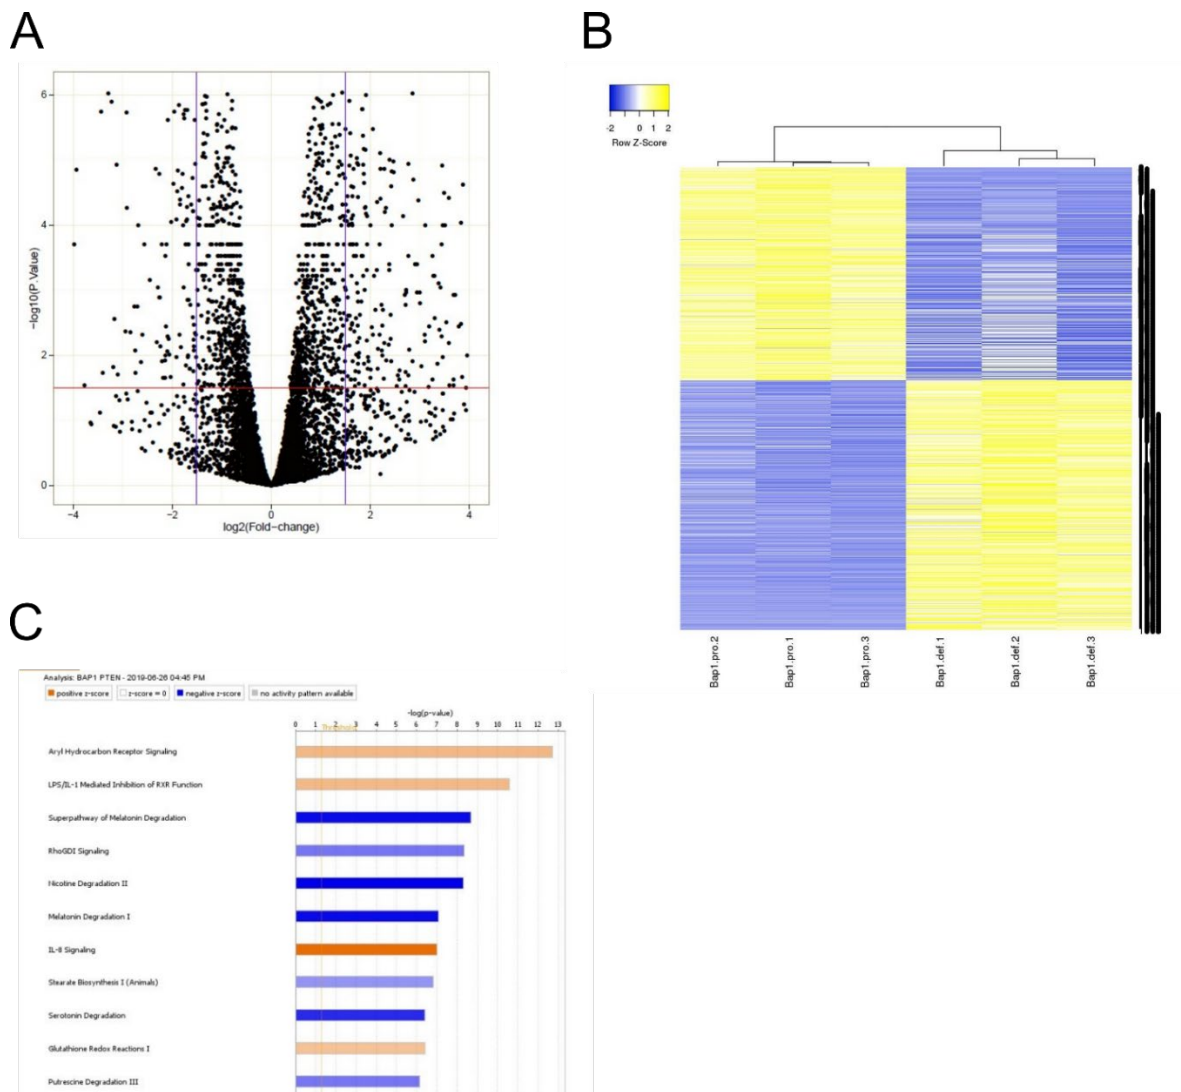 A
B
6
4
2
0
-log10(P.Value)
-4 -2 0 2 4
log2(Fold-change)
-2 0 1 2
Row Z-Score
Bap1.pro.2
Bap1.pro.1
Bap1.pro.3
Bap1.def.1
Bap1.def.2
Bap1.def.3
C
Analysis: BAP1 PTEN - 2019-06-26 04:45 PM
positive z-score z-score = 0 negative z-score no activity pattern available
-log(p-value)
0 1 2 3 4 5 6 7 8 9 10 11 12 13
Threshold
Aryl Hydrocarbon Receptor Signaling
LPS/IL-1 Mediated Inhibition of RXR Function
Superpathway of Melatonin Degradation
RhoGDI Signaling
Nicotine Degradation II
Melatonin Degradation I
IL-8 Signaling
Stearate Biosynthesis I (Animals)
Serotonin Degradation
Glutathione Redox Reactions I
Putrescine Degradation III